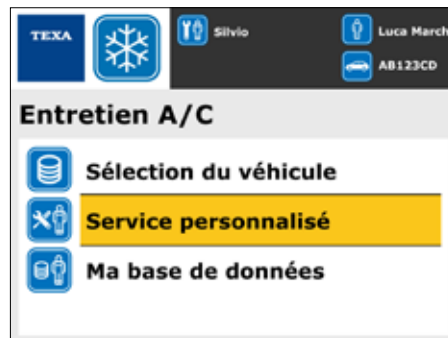 TEXA
Silvio
Luca March
AB123CD
Entretien A/C
Sélection du véhicule
Service personnalisé
Ma base de données